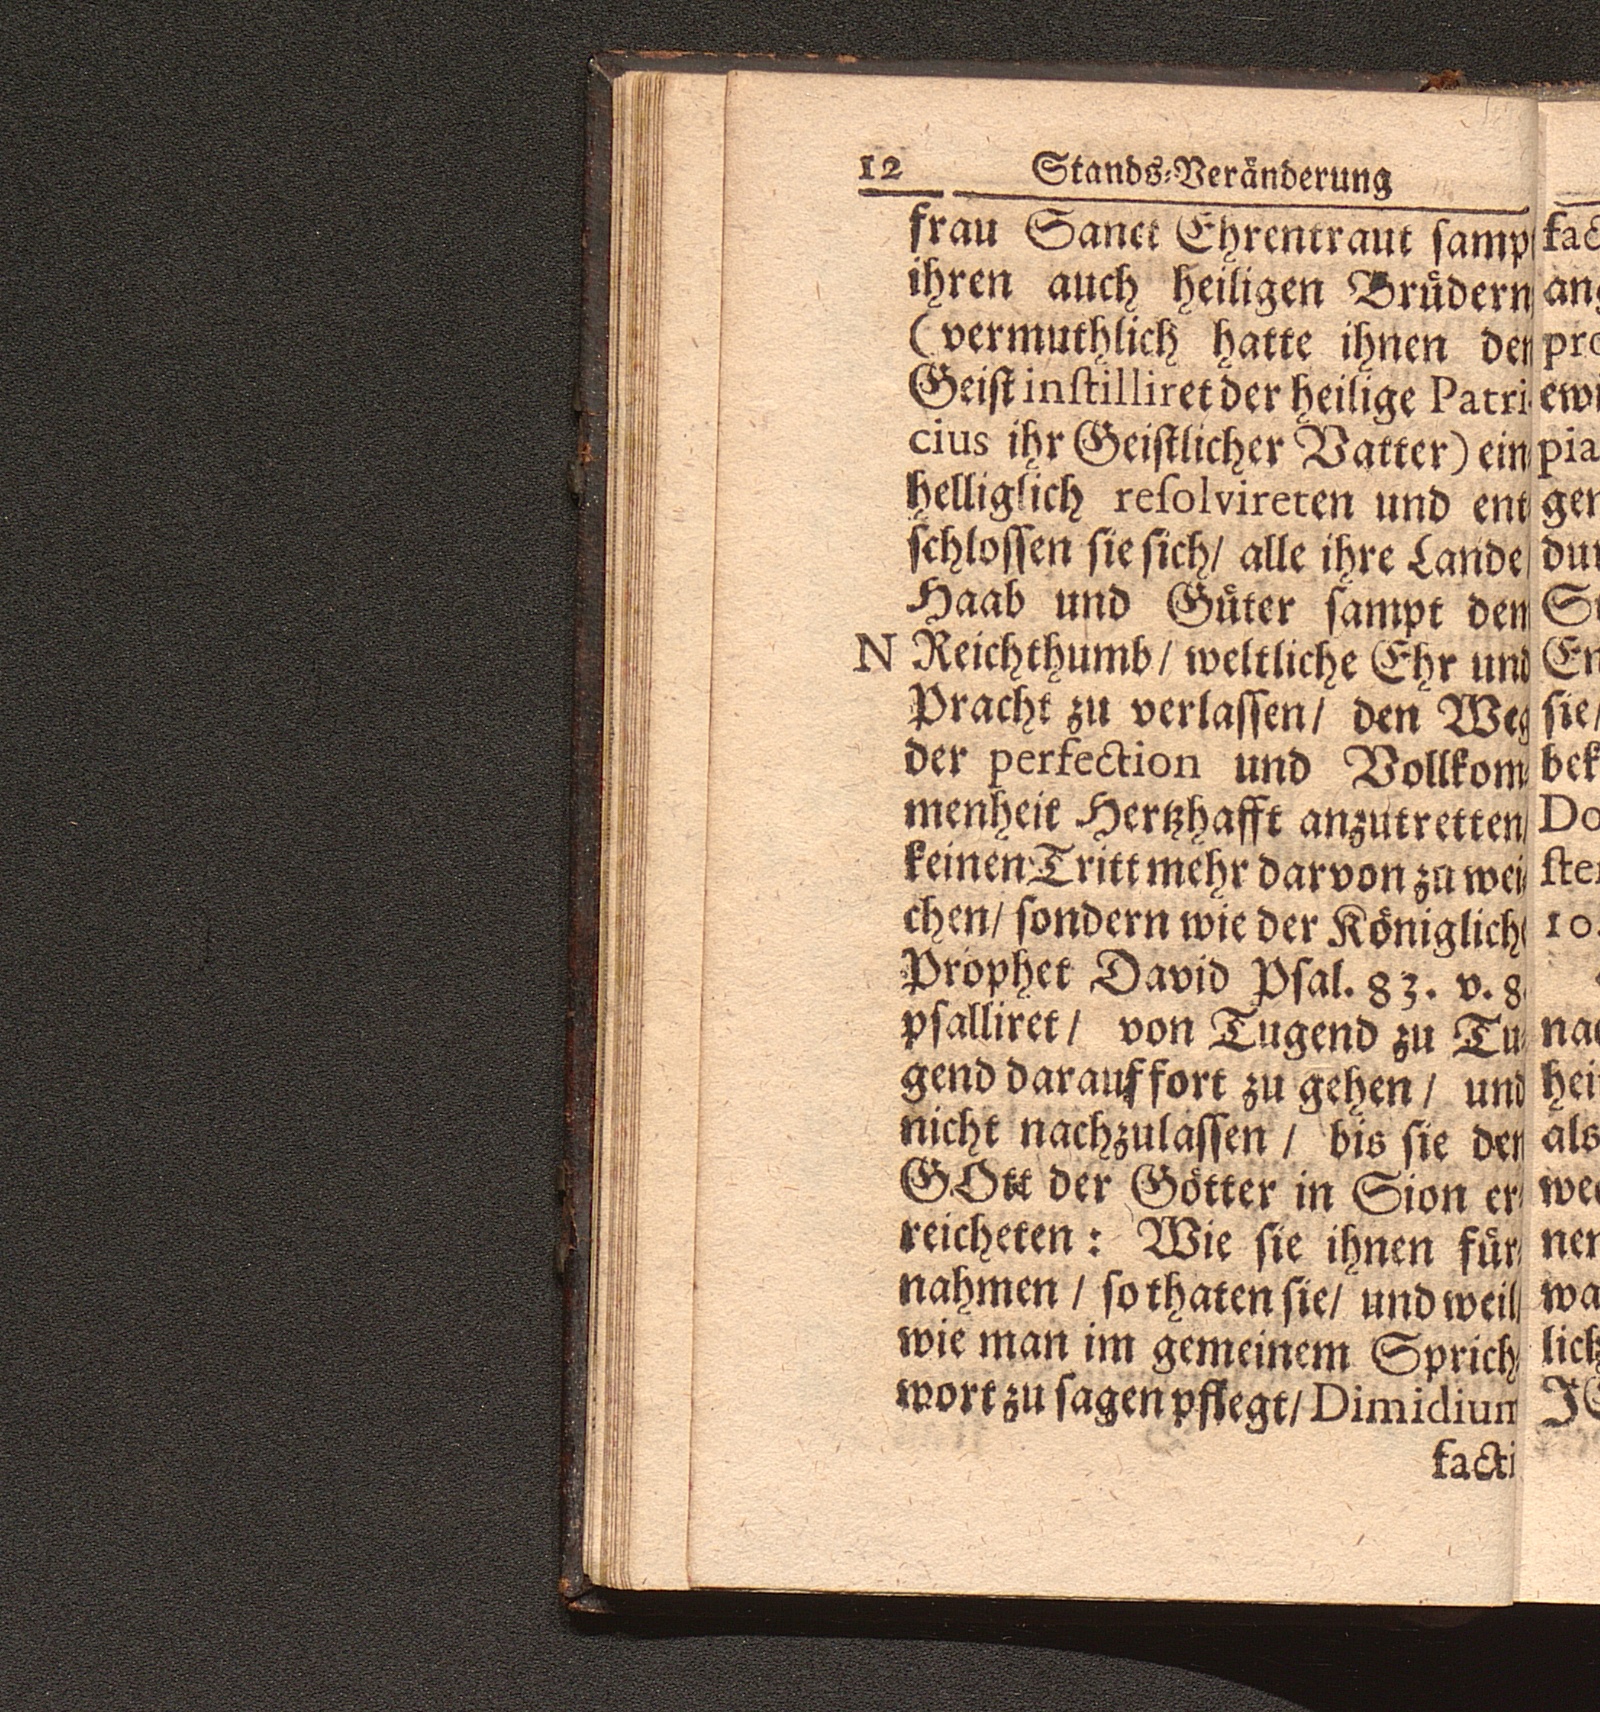 12 Stands-Veränderung
frau Sanct Ehrentraut samp
ihren auch heiligen Brüdern
(vermuthlich hatte ihnen der
Geist instilliret der heilige Patri-
cius ihr Geistlicher Vatter) ein-
helliglich resolvireten und ent-
schlossen sie sich/ alle ihre Lande/
Haab und Güter sampt dem
N Reichthumb/ weltliche Ehr und
Pracht zu verlassen/ den Weg
der perfection und Vollkom-
menheit Hertzhafft anzutretten/
keinen Tritt mehr darvon zu wei-
chen/ sondern wie der Königliche
Prophet David Psal. 83. v. 8.
psalliret/ von Tugend zu Tu-
gend darauf fort zu gehen/ und
nicht nachzulassen/ bis sie den
GOtt der Götter in Sion er-
reicheten: Wie sie ihnen für-
nahmen/ so thaten sie/ und weil/
wie man im gemeinem Sprich-
wort zu sagen pflegt/ Dimidium
facti